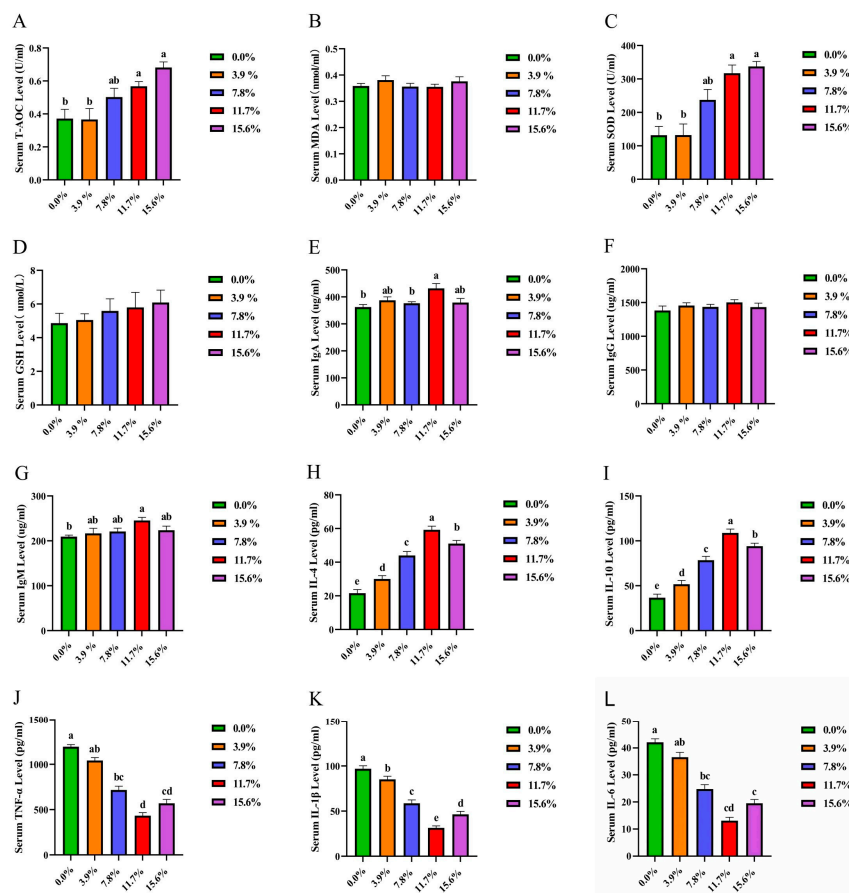 A
Serum T-AOC Level (U/ml)
0.8
0.6
0.4
0.2
0.0
b
b
ab
a
a
0.0%
3.9 %
7.8%
11.7%
15.6%
0.0%
3.9 %
7.8%
11.7%
15.6%
B
Serum MDA Level(nmol/ml)
0.5
0.4
0.3
0.2
0.1
0.0
0.0%
3.9 %
7.8%
11.7%
15.6%
0.0%
3.9 %
7.8%
11.7%
15.6%
C
Serum SOD Level (U/ml)
400
300
200
100
0
b
b
ab
a
a
0.0%
3.9 %
7.8%
11.7%
15.6%
0.0%
3.9 %
7.8%
11.7%
15.6%
D
Serum GSH Level( umol/L)
8
6
4
2
0
0.0%
3.9 %
7.8%
11.7%
15.6%
0.0%
3.9 %
7.8%
11.7%
15.6%
E
Serum IgA Level (ug/ml)
500
400
300
200
100
0
b
ab
b
a
ab
0.0%
3.9 %
7.8%
11.7%
15.6%
0.0%
3.9%
7.8%
11.7%
15.6%
F
Serum IgG Level (ug/ml)
2000
1500
1000
500
0
0.0%
3.9 %
7.8%
11.7%
15.6%
0.0%
3.9 %
7.8%
11.7%
15.6%
G
Serum IgM Level (ug/ml)
300
200
100
0
b
ab
ab
a
ab
0.0%
3.9 %
7.8%
11.7%
15.6%
0.0%
3.9 %
7.8%
11.7%
15.6%
H
Serum IL-4 Level (pg/ml)
80
60
40
20
0
e
d
c
a
b
0.0%
3.9%
7.8%
11.7%
15.6%
0.0%
3.9%
7.8%
11.7%
15.6%
I
Serum IL-10 Level (pg/ml)
150
100
50
0
e
d
c
a
b
0.0%
3.9%
7.8%
11.7%
15.6%
0.0%
3.9%
7.8%
11.7%
15.6%
J
Serum TNF-α Level (pg/ml)
1500
1000
500
0
a
ab
bc
d
cd
0.0%
3.9%
7.8%
11.7%
15.6%
0.0%
3.9%
7.8%
11.7%
15.6%
K
Serum IL-1β Level (pg/ml)
150
100
50
0
a
b
c
e
d
0.0%
3.9%
7.8%
11.7%
15.6%
0.0%
3.9%
7.8%
11.7%
15.6%
L
Serum IL-6 Level (pg/ml)
60
40
30
20
10
0
a
ab
bc
cd
c
0.0%
3.9%
7.8%
11.7%
15.6%
0.0%
3.9%
7.8%
11.7%
15.6%